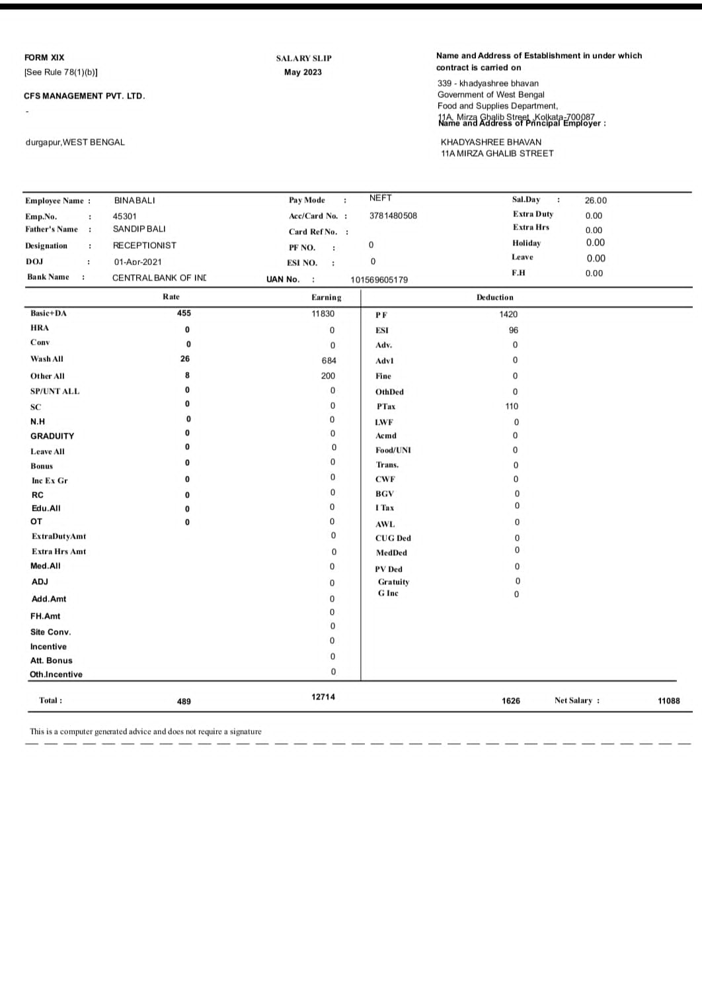 FORM XIX
[See Rule 78(1)(b)]
CFS MANAGEMENT PVT. LTD.
-
durgapur,WEST BENGAL
SALARY SLIP
May 2023
Name and Address of Establishment in under which
contract is carried on
339 - khadyashree bhavan
Government of West Bengal
Food and Supplies Department,
11A, Mirza Ghalib Street ,Kolkata-700087
Name and Address of Principal Employer :
KHADYASHREE BHAVAN
11A MIRZA GHALIB STREET
Employee Name : BINABALI Pay Mode : NEFT Sal.Day : 26.00
Emp.No. : 45301 Acc/Card No. : 3781480508 Extra Duty 0.00
Father's Name : SANDIP BALI Card Ref No. : Extra Hrs 0.00
Designation : RECEPTIONIST PF NO. : 0 Holiday 0.00
DOJ : 01-Apr-2021 ESI NO. : 0 Leave 0.00
Bank Name : CENTRAL BANK OF IND UAN No. : 101569605179 F.H 0.00
Rate Earning Deduction
Basic+DA 455 11830 P F 1420
HRA 0 0 ESI 96
Conv 0 0 Adv. 0
Wash All 26 684 Adv1 0
Other All 8 200 Fine 0
SP/UNT ALL 0 0 OthDed 0
SC 0 0 PTax 110
N.H 0 0 LWF 0
GRADUITY 0 0 Acmd 0
Leave All 0 0 Food/UNI 0
Bonus 0 0 Trans. 0
Inc Ex Gr 0 0 CWF 0
RC 0 0 BGV 0
Edu.All 0 0 I Tax 0
OT 0 0 AWL 0
ExtraDutyAmt 0 CUG Ded 0
Extra Hrs Amt 0 MedDed 0
Med.All 0 PV Ded 0
ADJ 0 Gratuity 0
Add.Amt 0 G Inc 0
FH.Amt 0
Site Conv. 0
Incentive 0
Att. Bonus 0
Oth.Incentive 0
Total : 489 12714 1626 Net Salary : 11088
This is a computer generated advice and does not require a signature